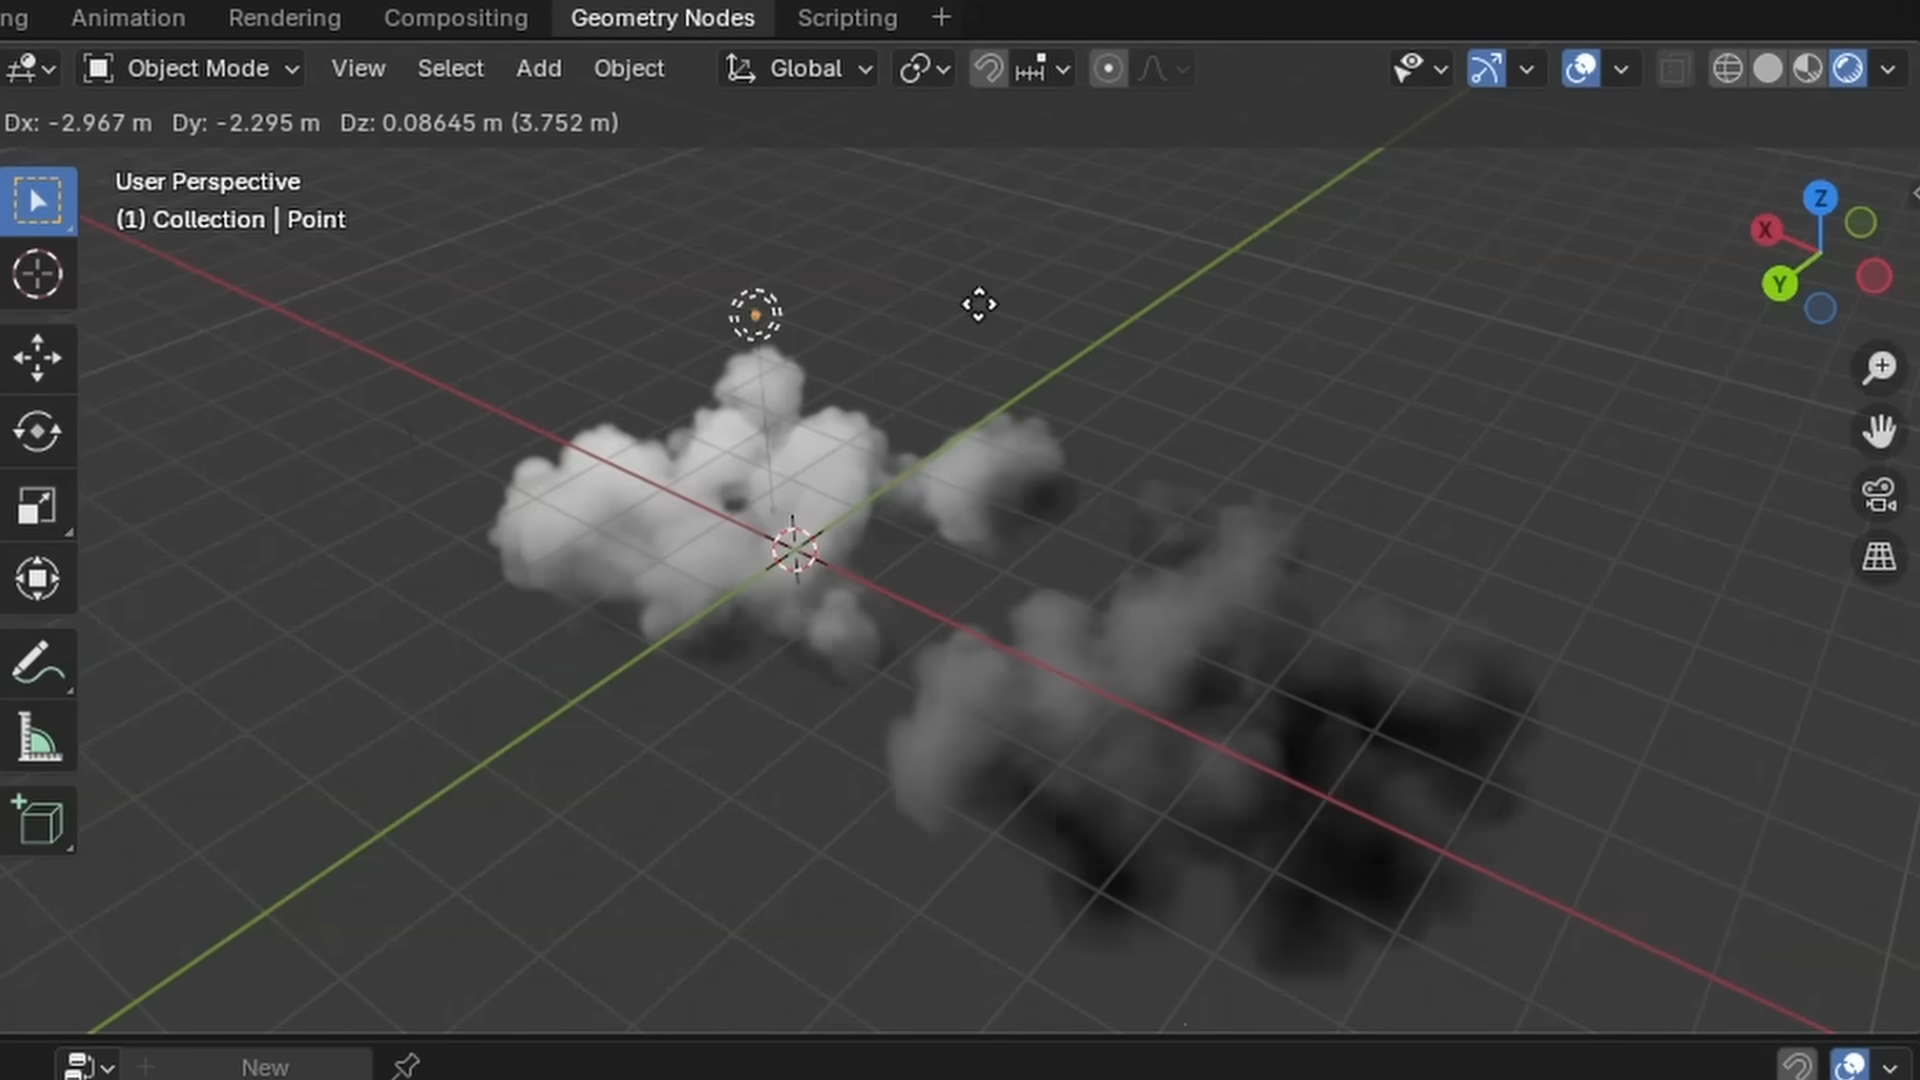 ng Animation Rendering Compositing Geometry Nodes Scripting +
Object Mode View Select Add Object Global
Dx: -2.967 m Dy: -2.295 m Dz: 0.08645 m (3.752 m)
User Perspective
(1) Collection | Point
Z
X
Y
New